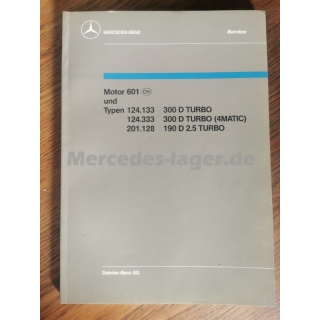 MERCEDES-BENZ Service
Motor 601
und
Typen 124.133 300 D TURBO
124.333 300 D TURBO (4MATIC)
201.128 190 D 2.5 TURBO
Mercedes-lager.de
Daimler-Benz AG